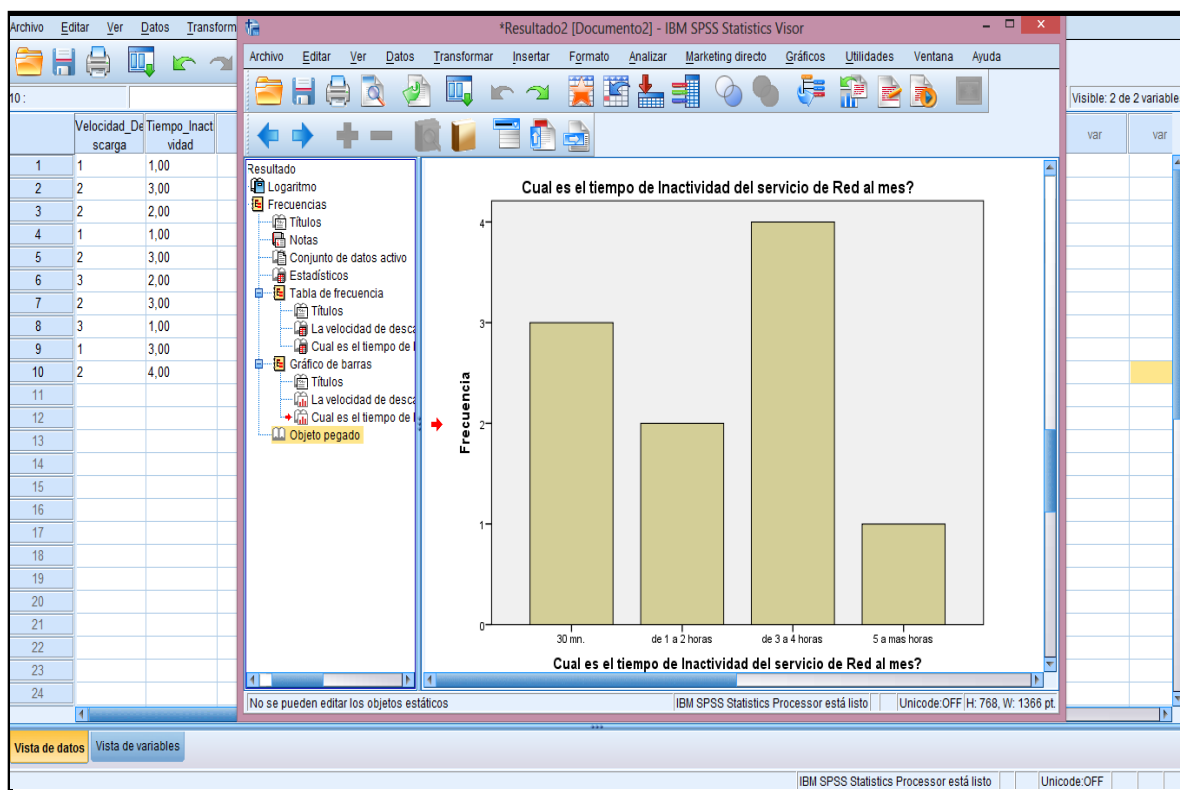 Archivo Editar Ver Datos Transform
*Resultado2 [Documento2] - IBM SPSS Statistics Visor
Archivo Editar Ver Datos Transformar Insertar Formato Analizar Marketing directo Gráficos Utilidades Ventana Ayuda
10 :
Visible: 2 de 2 variable
Velocidad_De Tiempo_Inact
scarga vidad
var var
1 1 1,00
2 2 3,00
3 2 2,00
4 1 1,00
5 2 3,00
6 3 2,00
7 2 3,00
8 3 1,00
9 1 3,00
10 2 4,00
11
12
13
14
15
16
17
18
19
20
21
22
23
24
Resultado
Logaritmo
Frecuencias
Títulos
Notas
Conjunto de datos activo
Estadísticos
Tabla de frecuencia
Títulos
La velocidad de desca
Cual es el tiempo de I
Gráfico de barras
Títulos
La velocidad de desca
Cual es el tiempo de I
Objeto pegado
Cual es el tiempo de Inactividad del servicio de Red al mes?
Frecuencia
4
3
2
1
0
30 mn. de 1 a 2 horas de 3 a 4 horas 5 a mas horas
Cual es el tiempo de Inactividad del servicio de Red al mes?
No se pueden editar los objetos estáticos
IBM SPSS Statistics Processor está listo Unicode:OFF H: 768, W: 1366 pt.
Vista de datos Vista de variables
IBM SPSS Statistics Processor está listo Unicode:OFF